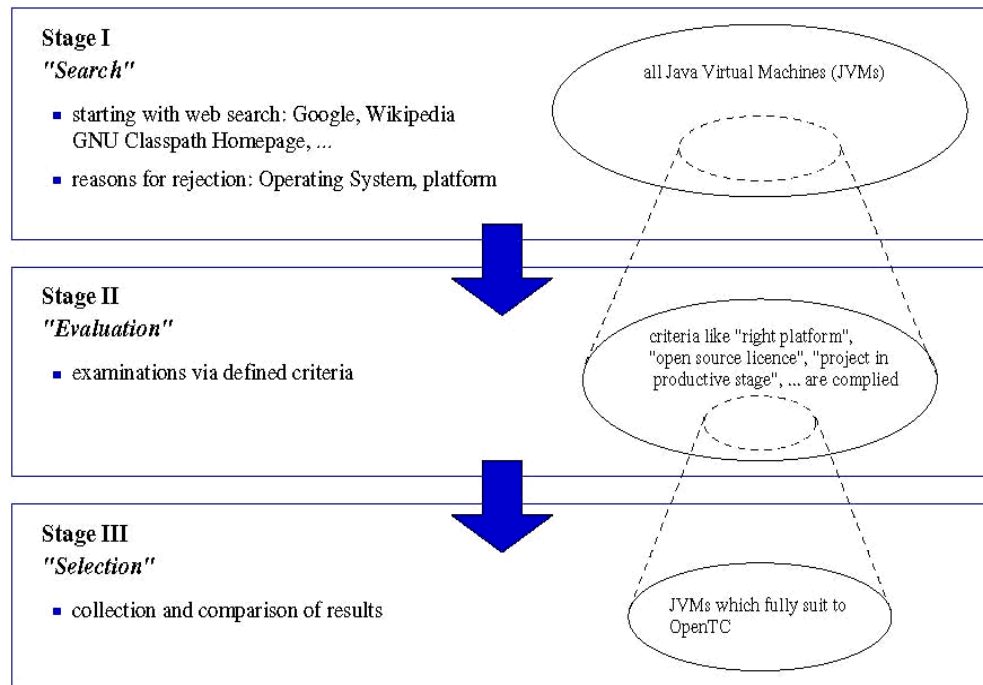 Stage I
"Search"
starting with web search: Google, Wikipedia
GNU Classpath Homepage, ...
reasons for rejection: Operating System, platform
all Java Virtual Machines (JVMs)
Stage II
"Evaluation"
examinations via defined criteria
criteria like "right platform",
"open source licence", "project in
productive stage", ... are complied
Stage III
"Selection"
collection and comparison of results
JVMs which fully suit to
OpenTC